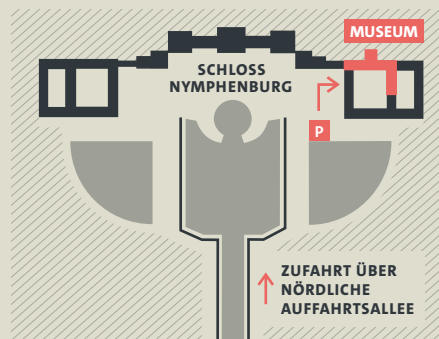 MUSEUM
SCHLOSS
NYMPHENBURG
P
ZUFAHRT ÜBER
NÖRDLICHE
AUFFAHRTSALLEE